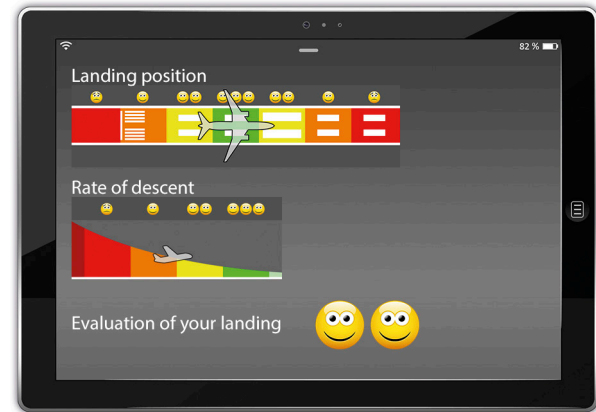 82 %
Landing position
Rate of descent
Evaluation of your landing